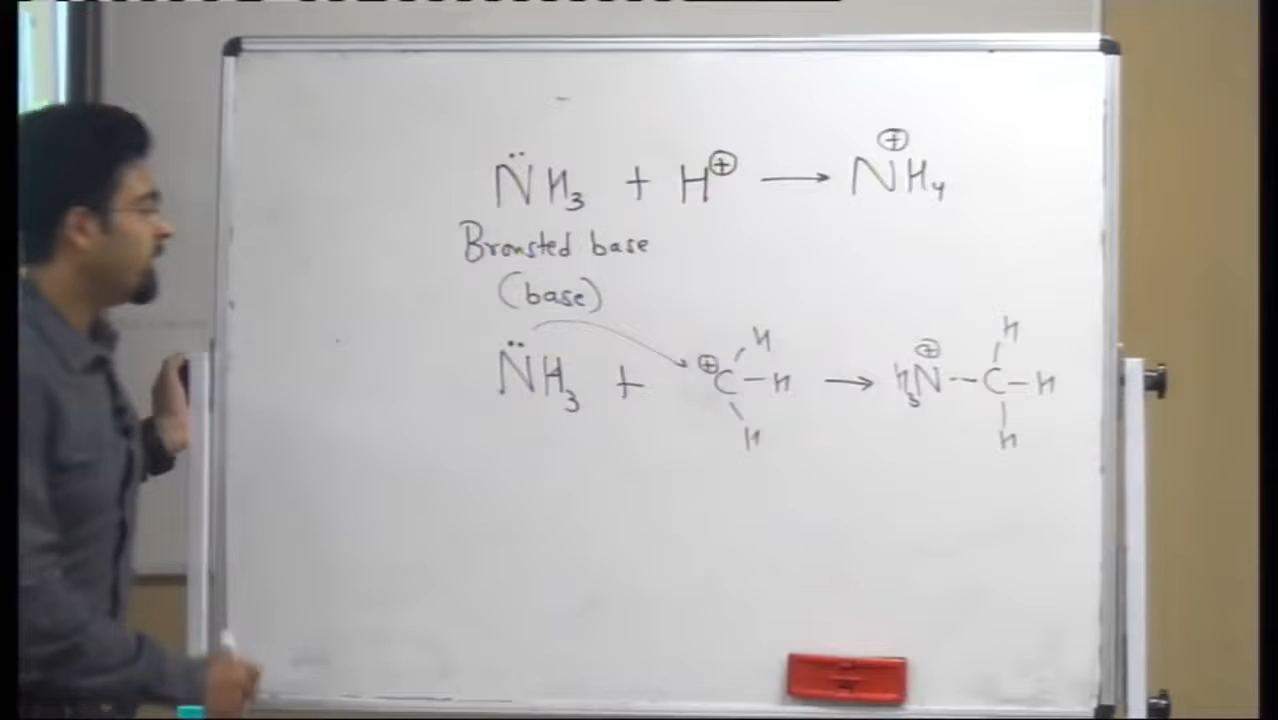 N̈H₃ + H⊕ ⟶ N⊕H₄
Bronsted base
(base)
H
H
N̈H₃ + ⊕C–H ⟶ H₃N⊕–C–H
H
H